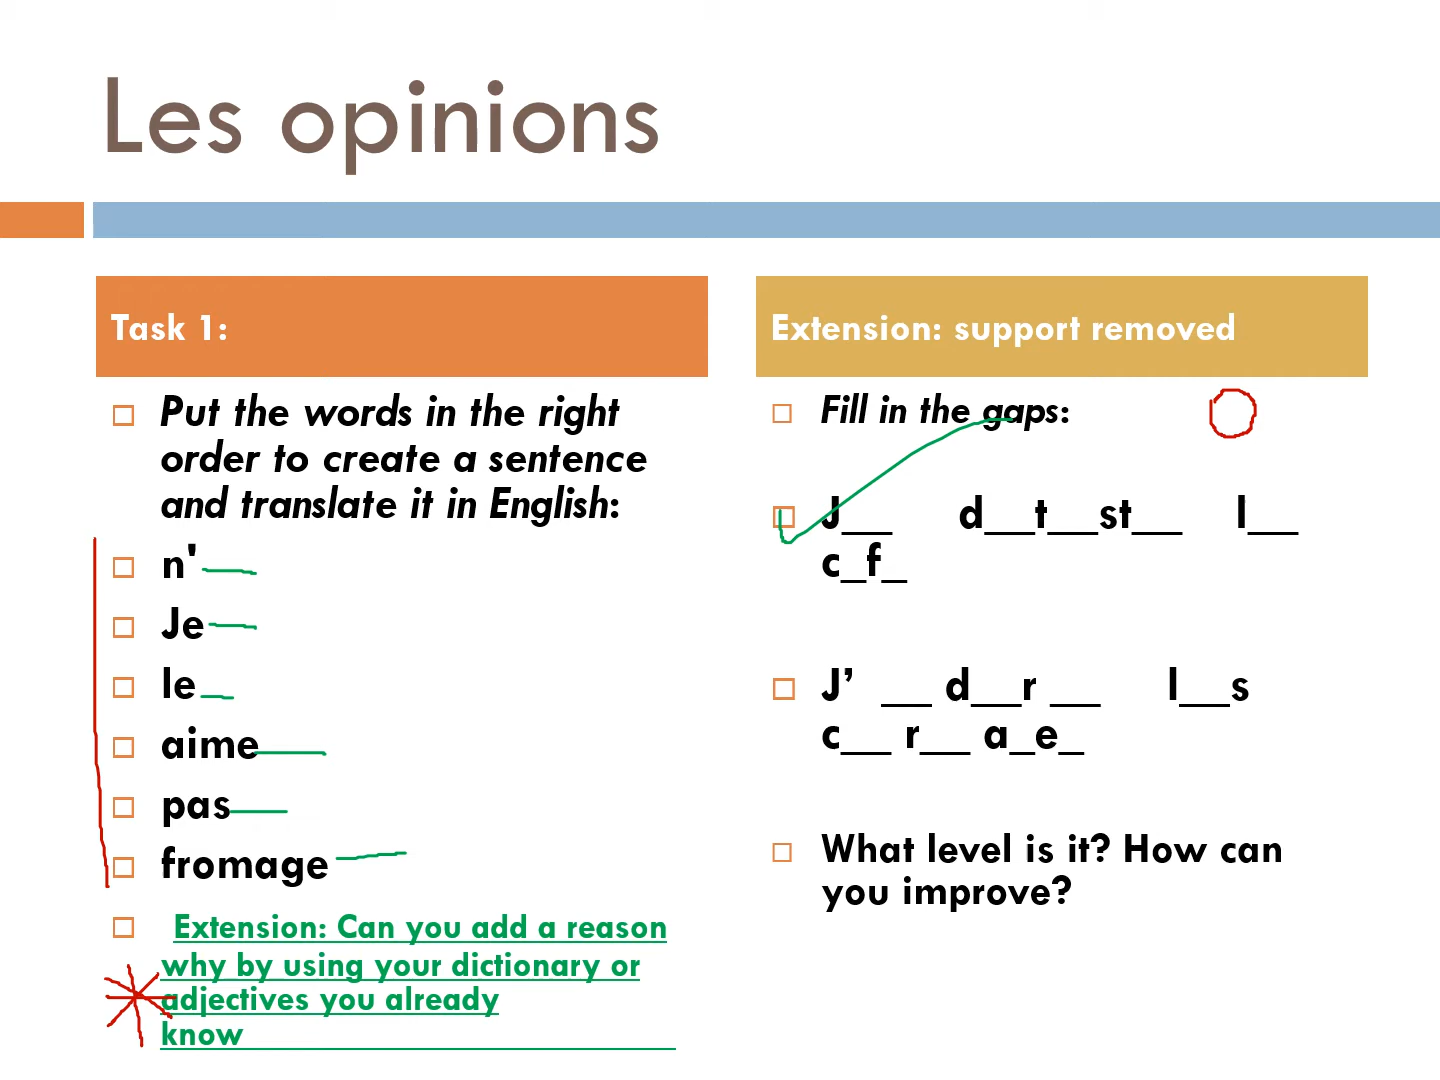 Les opinions
Task 1:
Put the words in the right
order to create a sentence
and translate it in English:
n'
Je
le
aime
pas
fromage
Extension: Can you add a reason
why by using your dictionary or
adjectives you already
know______________________________
Extension: support removed
Fill in the gaps:
J__ d__t__st__ l__
c_f_
J’ __ d__r __ l__s
c__ r__ a_e_
What level is it? How can
you improve?